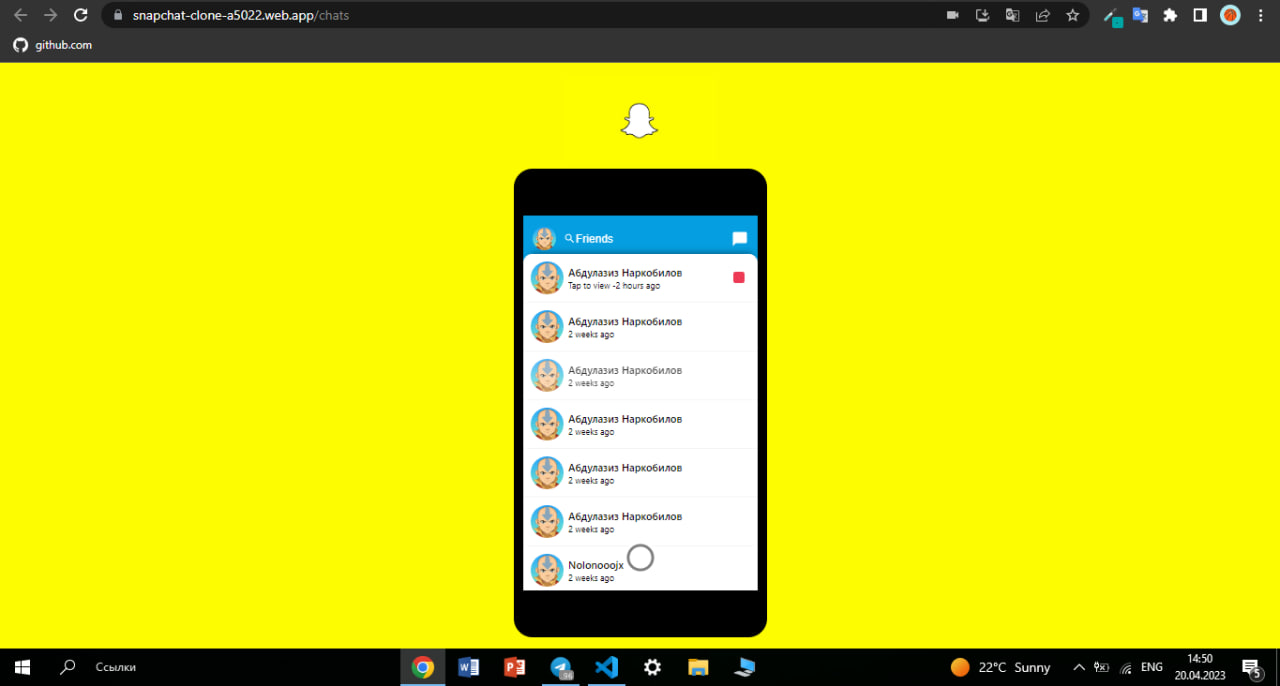 snapchat-clone-a5022.web.app/chats
github.com
Friends
Абдулазиз Наркобилов
Tap to view -2 hours ago
Абдулазиз Наркобилов
2 weeks ago
Абдулазиз Наркобилов
2 weeks ago
Абдулазиз Наркобилов
2 weeks ago
Абдулазиз Наркобилов
2 weeks ago
Абдулазиз Наркобилов
2 weeks ago
Nolonooojx
2 weeks ago
Ссылки
96
22°C Sunny
ENG
14:50
20.04.2023
5